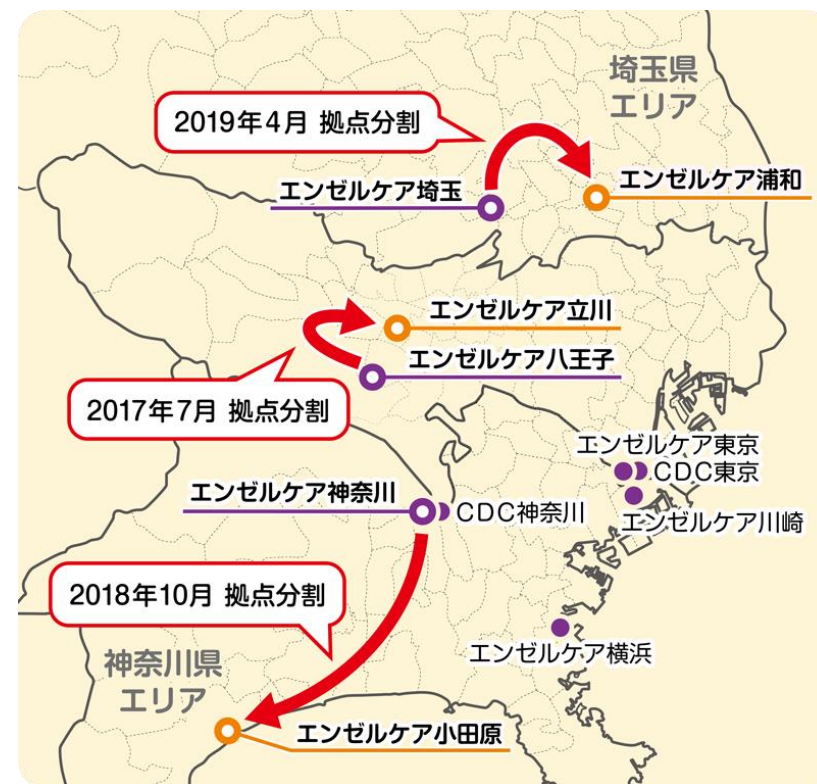 埼玉県
エリア
2019年4月 拠点分割
エンゼルケア埼玉
エンゼルケア浦和
エンゼルケア立川
エンゼルケア八王子
2017年7月 拠点分割
エンゼルケア東京
CDC東京
エンゼルケア川崎
エンゼルケア神奈川
CDC神奈川
2018年10月 拠点分割
エンゼルケア横浜
神奈川県
エリア
エンゼルケア小田原